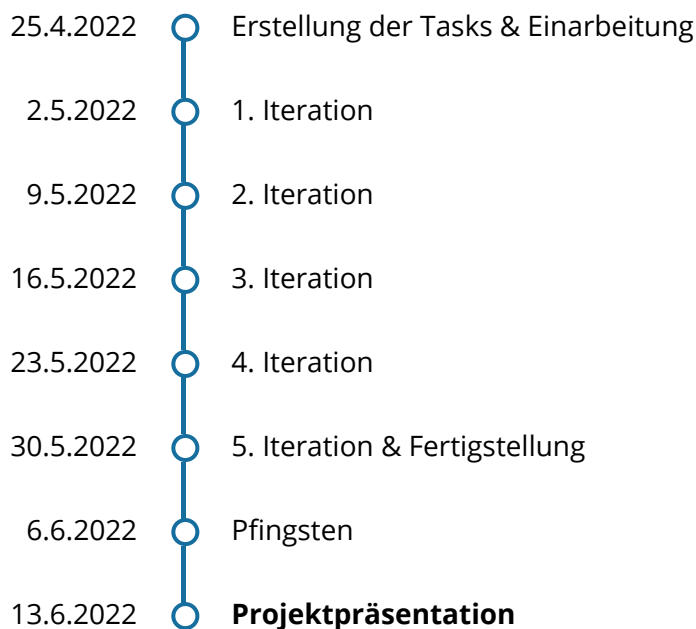 25.4.2022 Erstellung der Tasks & Einarbeitung
2.5.2022 1. Iteration
9.5.2022 2. Iteration
16.5.2022 3. Iteration
23.5.2022 4. Iteration
30.5.2022 5. Iteration & Fertigstellung
6.6.2022 Pfingsten
13.6.2022 Projektpräsentation